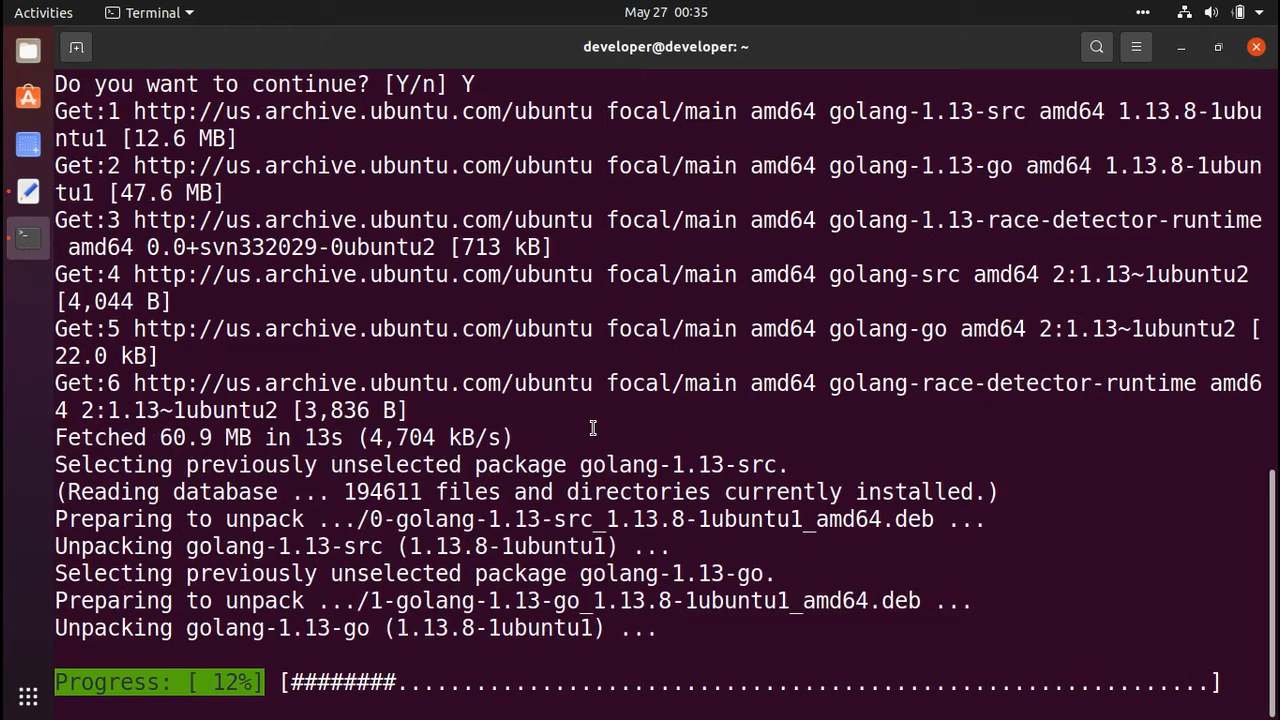 Activities Terminal May 27 00:35
developer@developer: ~
Do you want to continue? [Y/n] Y
Get:1 http://us.archive.ubuntu.com/ubuntu focal/main amd64 golang-1.13-src amd64 1.13.8-1ubu
ntu1 [12.6 MB]
Get:2 http://us.archive.ubuntu.com/ubuntu focal/main amd64 golang-1.13-go amd64 1.13.8-1ubun
tu1 [47.6 MB]
Get:3 http://us.archive.ubuntu.com/ubuntu focal/main amd64 golang-1.13-race-detector-runtime
 amd64 0.0+svn332029-0ubuntu2 [713 kB]
Get:4 http://us.archive.ubuntu.com/ubuntu focal/main amd64 golang-src amd64 2:1.13~1ubuntu2
[4,044 B]
Get:5 http://us.archive.ubuntu.com/ubuntu focal/main amd64 golang-go amd64 2:1.13~1ubuntu2 [
22.0 kB]
Get:6 http://us.archive.ubuntu.com/ubuntu focal/main amd64 golang-race-detector-runtime amd6
4 2:1.13~1ubuntu2 [3,836 B]
Fetched 60.9 MB in 13s (4,704 kB/s)
Selecting previously unselected package golang-1.13-src.
(Reading database ... 194611 files and directories currently installed.)
Preparing to unpack .../0-golang-1.13-src_1.13.8-1ubuntu1_amd64.deb ...
Unpacking golang-1.13-src (1.13.8-1ubuntu1) ...
Selecting previously unselected package golang-1.13-go.
Preparing to unpack .../1-golang-1.13-go_1.13.8-1ubuntu1_amd64.deb ...
Unpacking golang-1.13-go (1.13.8-1ubuntu1) ...
Progress: [ 12%] [########..............................................................]